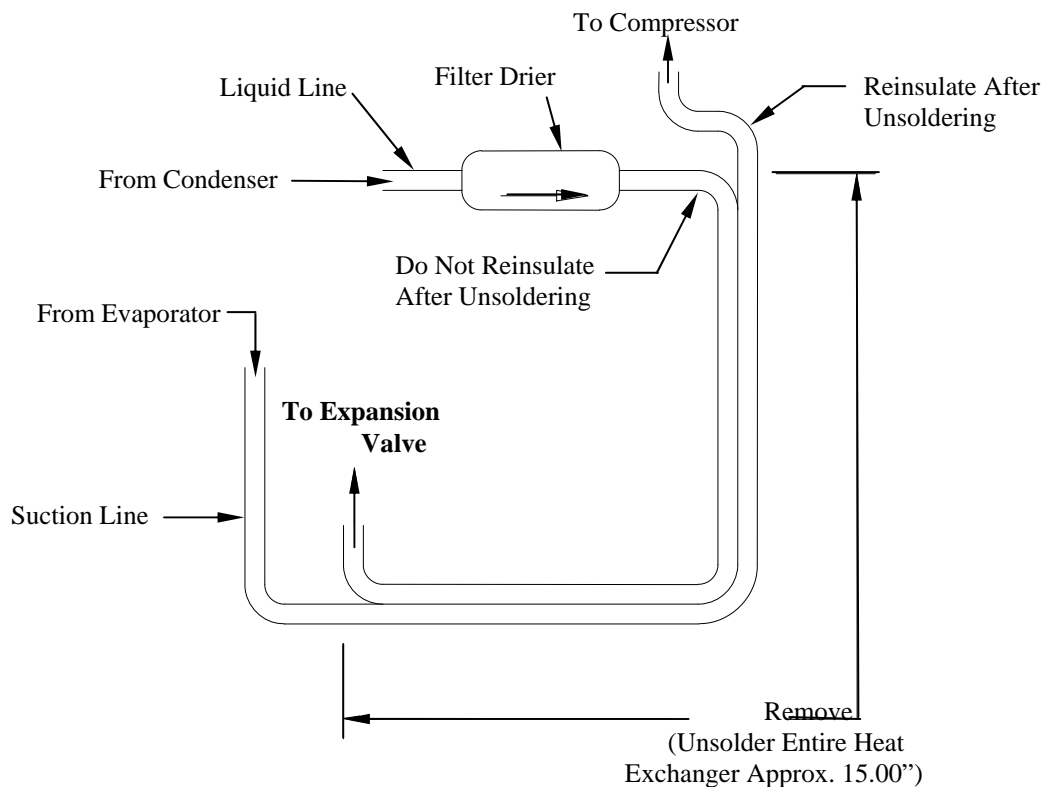 To Compressor
Liquid Line
Filter Drier
Reinsulate After
Unsoldering
From Condenser
Do Not Reinsulate
After Unsoldering
From Evaporator
To Expansion
Valve
Suction Line
Remove
(Unsolder Entire Heat
Exchanger Approx. 15.00”)